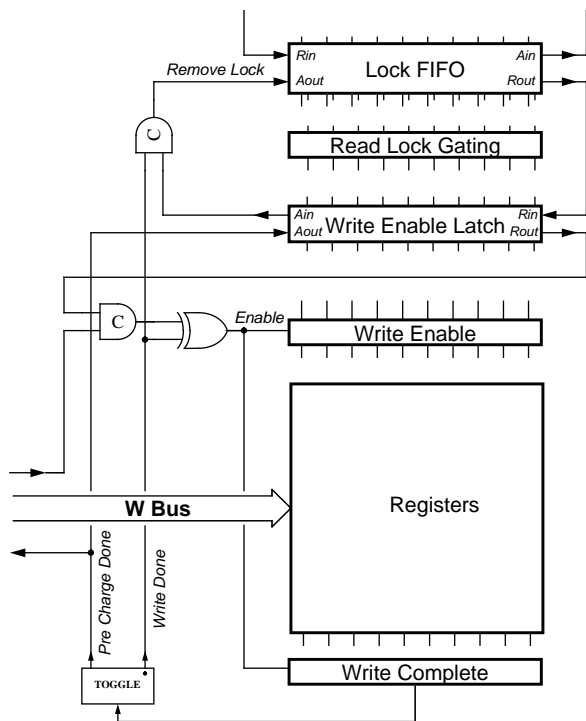 Rin
Ain
Lock FIFO
Remove Lock
Aout
Rout
C
Read Lock Gating
Ain
Rin
Write Enable Latch
Aout
Rout
Enable
C
Write Enable
Registers
W Bus
Pre Charge Done
Write Done
Write Complete
TOGGLE